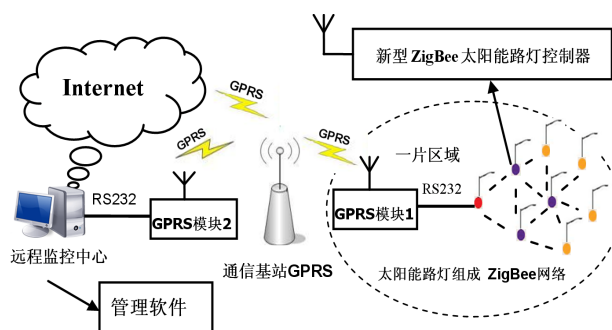 新型ZigBee太阳能路灯控制器
Internet
GPRS
GPRS
GPRS
一片区域
RS232
RS232
GPRS模块2
GPRS模块1
远程监控中心
通信基站GPRS
太阳能路灯组成 ZigBee网络
管理软件